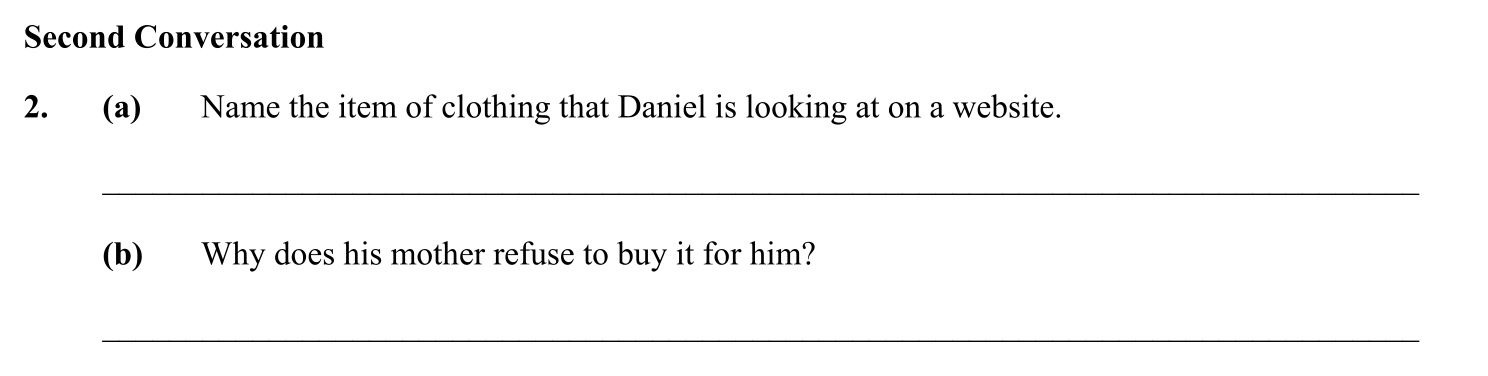 Second Conversation
2. (a) Name the item of clothing that Daniel is looking at on a website.
(b) Why does his mother refuse to buy it for him?